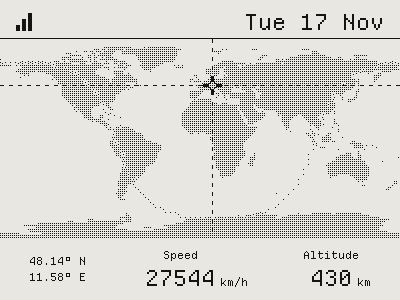 Tue 17 Nov
48.14° N
11.58° E
Speed
27544 km/h
Altitude
430 km